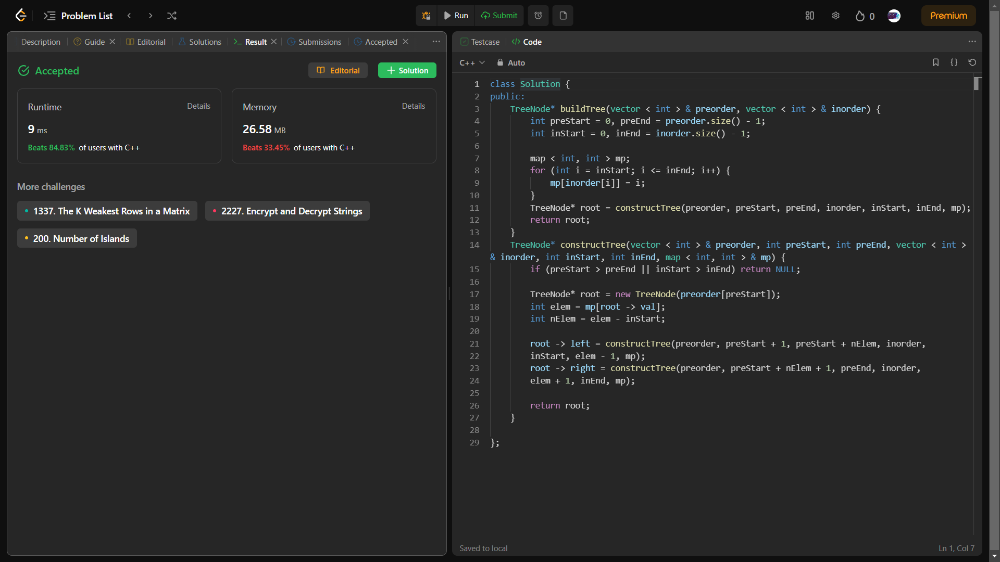 Problem List
Run
Submit
0
Premium
Description
Guide
Editorial
Solutions
Result
Submissions
Accepted
Accepted
Editorial
Solution
Runtime
Details
9 ms
Beats 84.83% of users with C++
Memory
Details
26.58 MB
Beats 33.45% of users with C++
More challenges
1337. The K Weakest Rows in a Matrix
2227. Encrypt and Decrypt Strings
200. Number of Islands
Testcase
</> Code
C++
Auto
1 class Solution {
2 public:
3 TreeNode* buildTree(vector < int > & preorder, vector < int > & inorder) {
4 int preStart = 0, preEnd = preorder.size() - 1;
5 int inStart = 0, inEnd = inorder.size() - 1;
6
7 map < int, int > mp;
8 for (int i = inStart; i <= inEnd; i++) {
9 mp[inorder[i]] = i;
10 }
11 TreeNode* root = constructTree(preorder, preStart, preEnd, inorder, inStart, inEnd, mp);
12 return root;
13 }
14 TreeNode* constructTree(vector < int > & preorder, int preStart, int preEnd, vector < int >
& inorder, int inStart, int inEnd, map < int, int > & mp) {
15 if (preStart > preEnd || inStart > inEnd) return NULL;
16
17 TreeNode* root = new TreeNode(preorder[preStart]);
18 int elem = mp[root -> val];
19 int nElem = elem - inStart;
20
21 root -> left = constructTree(preorder, preStart + 1, preStart + nElem, inorder,
22 inStart, elem - 1, mp);
23 root -> right = constructTree(preorder, preStart + nElem + 1, preEnd, inorder,
24 elem + 1, inEnd, mp);
25
26 return root;
27 }
28
29 };
Saved to local
Ln 1, Col 7